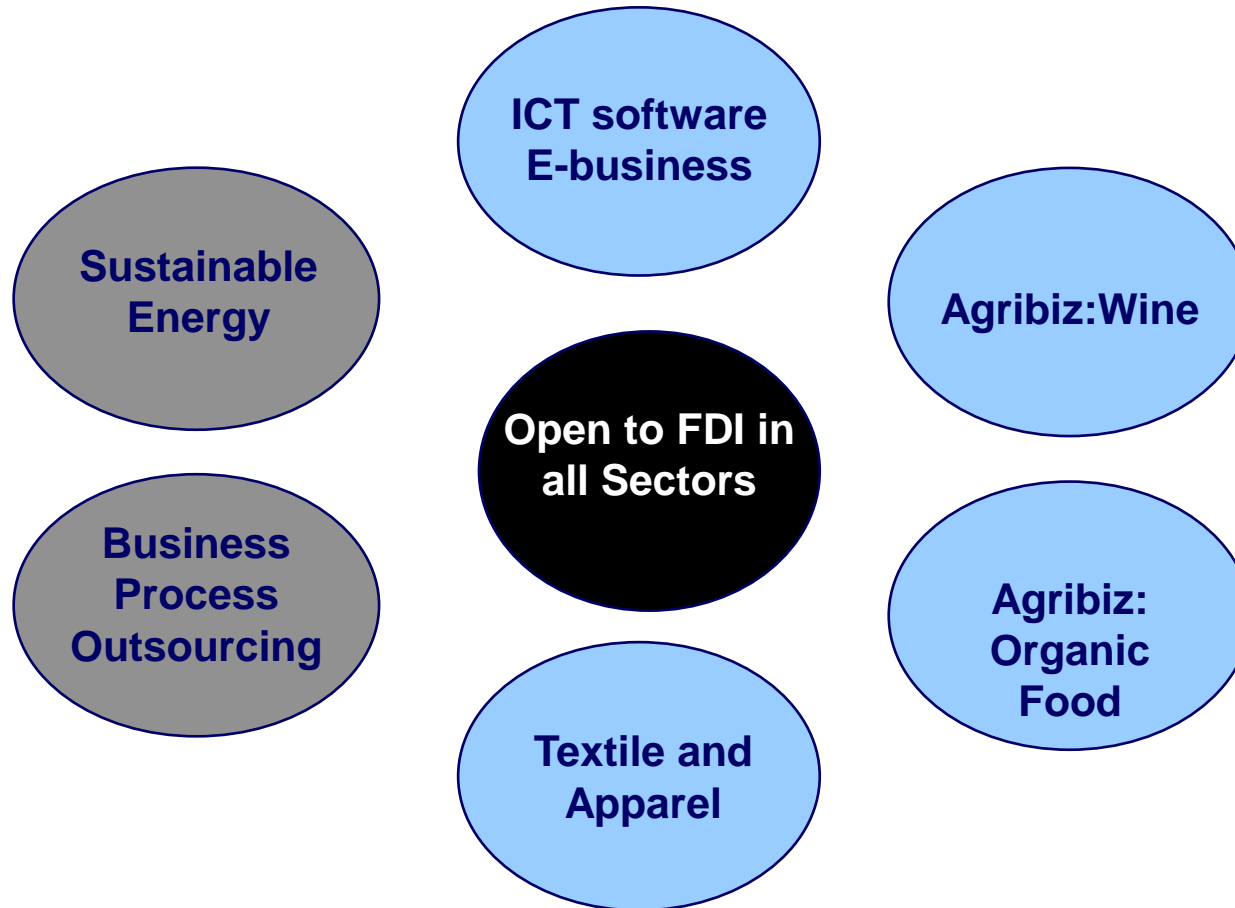 ICT software
E-business
Sustainable
Energy
Agribiz:Wine
Open to FDI in
all Sectors
Business
Process
Outsourcing
Agribiz:
Organic
Food
Textile and
Apparel